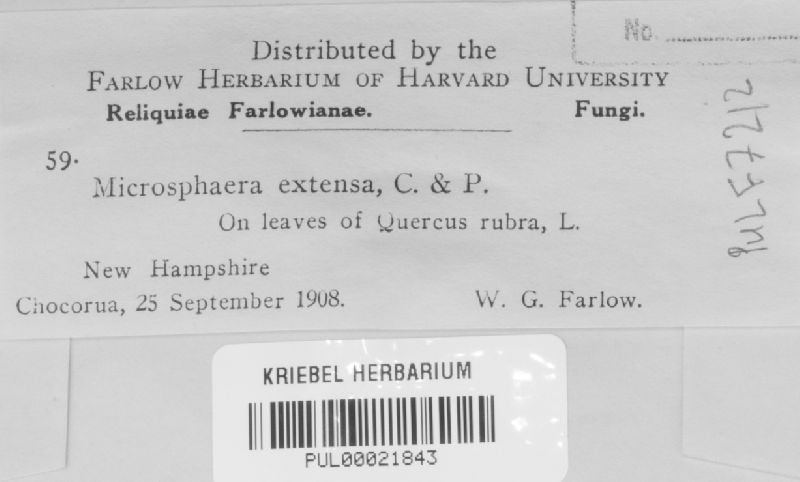 No.
Distributed by the
FARLOW HERBARIUM OF HARVARD UNIVERSITY
Reliquiae Farlowianae. Fungi.
59.
Microsphaera extensa, C. & P.
On leaves of Quercus rubra, L.
New Hampshire
Chocorua, 25 September 1908. W. G. Farlow.
KRIEBEL HERBARIUM
PUL00021843